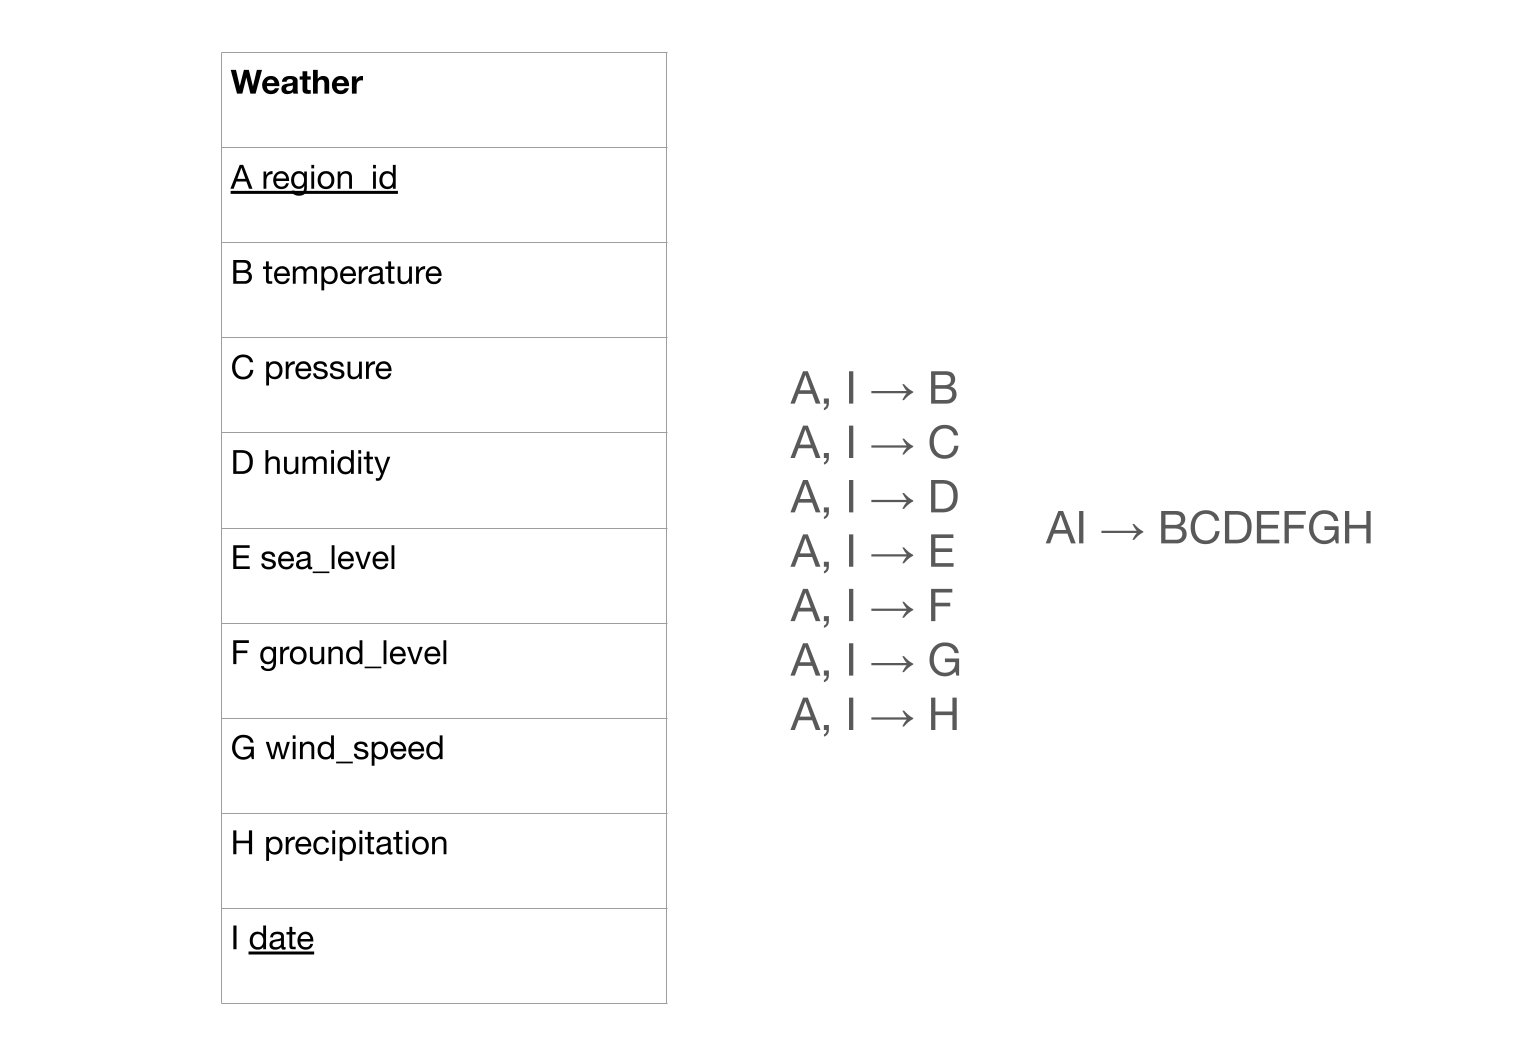 Weather
A region_id
B temperature
C pressure
D humidity
E sea_level
F ground_level
G wind_speed
H precipitation
I date
A, I → B
A, I → C
A, I → D
A, I → E
A, I → F
A, I → G
A, I → H
AI → BCDEFGH